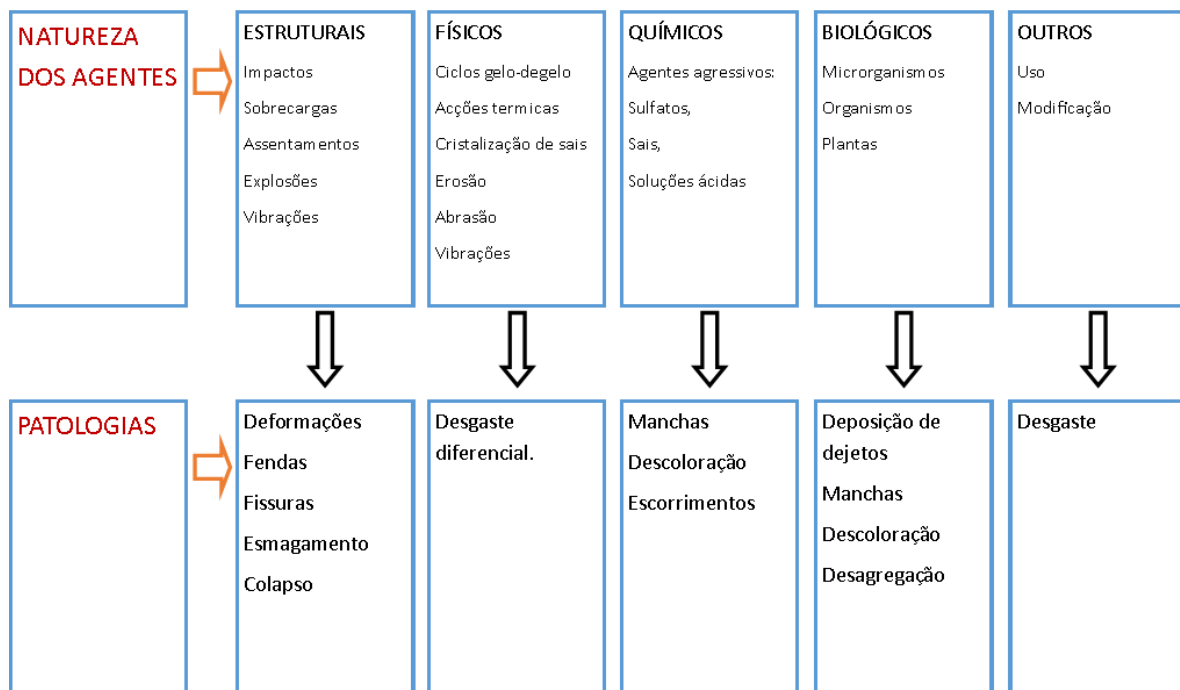 NATUREZA
DOS AGENTES
ESTRUTURAIS
Impactos
Sobrecargas
Assentamentos
Explosões
Vibrações
FÍSICOS
Ciclos gelo-degelo
Acções termicas
Cristalização de sais
Erosão
Abrasão
Vibrações
QUÍMICOS
Agentes agressivos:
Sulfatos,
Sais,
Soluções ácidas
BIOLÓGICOS
Microrganismos
Organismos
Plantas
OUTROS
Uso
Modificação
PATOLOGIAS
Deformações
Fendas
Fissuras
Esmagamento
Colapso
Desgaste
diferencial.
Manchas
Descoloração
Escorrimentos
Deposição de
dejetos
Manchas
Descoloração
Desagregação
Desgaste